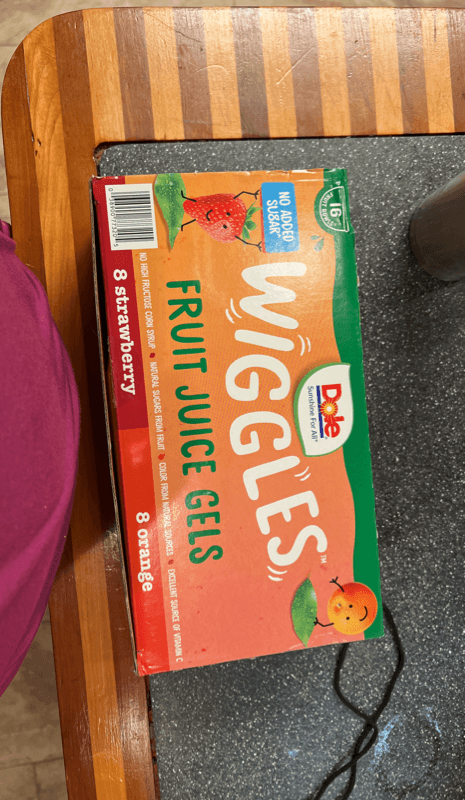 16
NO ADDED
SUGAR
Dole
Sunshine For All®
WIGGLES™
FRUIT JUICE GELS
NO HIGH FRUCTOSE CORN SYRUP NATURAL SUGARS FROM FRUIT COLOR FROM NATURAL SOURCES EXCELLENT SOURCE OF VITAMIN C
8 strawberry 8 orange